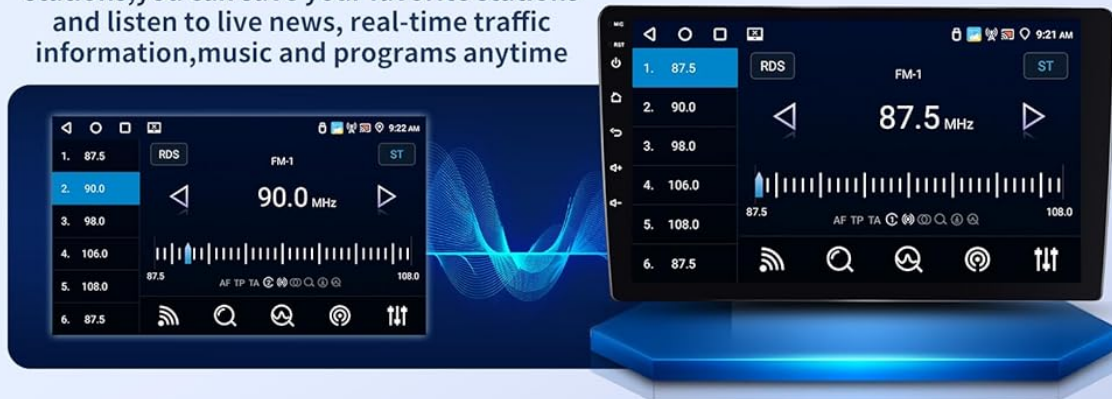 and listen to live news, real-time traffic
information,music and programs anytime
9:22 AM
1. 87.5
2. 90.0
3. 98.0
4. 106.0
5. 108.0
6. 87.5
RDS
FM-1
ST
90.0 MHz
87.5
108.0
AF TP TA
MIC
RST
9:21 AM
1. 87.5
2. 90.0
3. 98.0
4. 106.0
5. 108.0
6. 87.5
RDS
FM-1
ST
87.5 MHz
87.5
108.0
AF TP TA